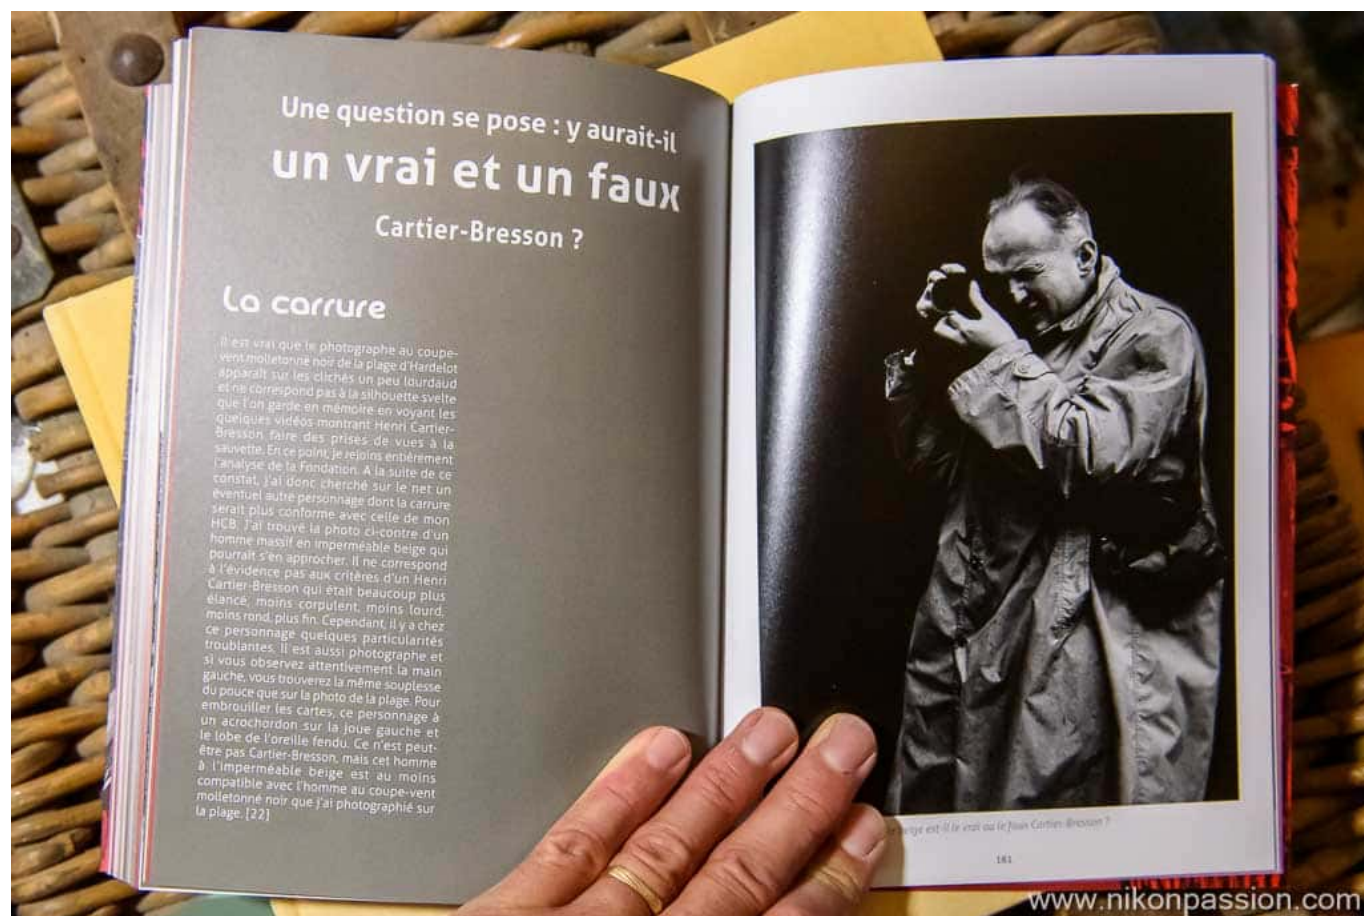 Une question se pose : y aurait-il
un vrai et un faux
Cartier-Bresson ?
La carrure
Il est vrai que le photographe au coupe-
vent molletonné noir de la plage d'Hardelot
apparaît sur les clichés un peu lourdaud
et ne correspond pas à la silhouette svelte
que l'on garde en mémoire en voyant les
quelques vidéos montrant Henri Cartier-
Bresson faire des prises de vues à la
sauvette. En ce point, je rejoins entièrement
l'analyse de la Fondation. A la suite de ce
constat, j'ai donc cherché sur le net un
éventuel autre personnage dont la carrure
serait plus conforme avec celle de mon
HCB. J'ai trouvé la photo ci-contre d'un
homme massif en imperméable beige qui
pourrait s'en approcher. Il ne correspond
à l'évidence pas aux critères d'un Henri
Cartier-Bresson qui était beaucoup plus
élancé, moins corpulent, moins lourd,
moins rond, plus fin. Cependant, il y a chez
ce personnage quelques particularités
troublantes. Il est aussi photographe et
si vous observez attentivement la main
gauche, vous trouverez la même souplesse
du pouce que sur la photo de la plage. Pour
embrouiller les cartes, ce personnage à
un acrochordon sur la joue gauche et
le lobe de l'oreille fendu. Ce n'est peut-
être pas Cartier-Bresson, mais cet homme
à l'imperméable beige est au moins
compatible avec l'homme au coupe-vent
molletonné noir que j'ai photographié sur
la plage. [22]
beige est-il le vrai ou le faux Cartier-Bresson ?
161
www.nikonpassion.com